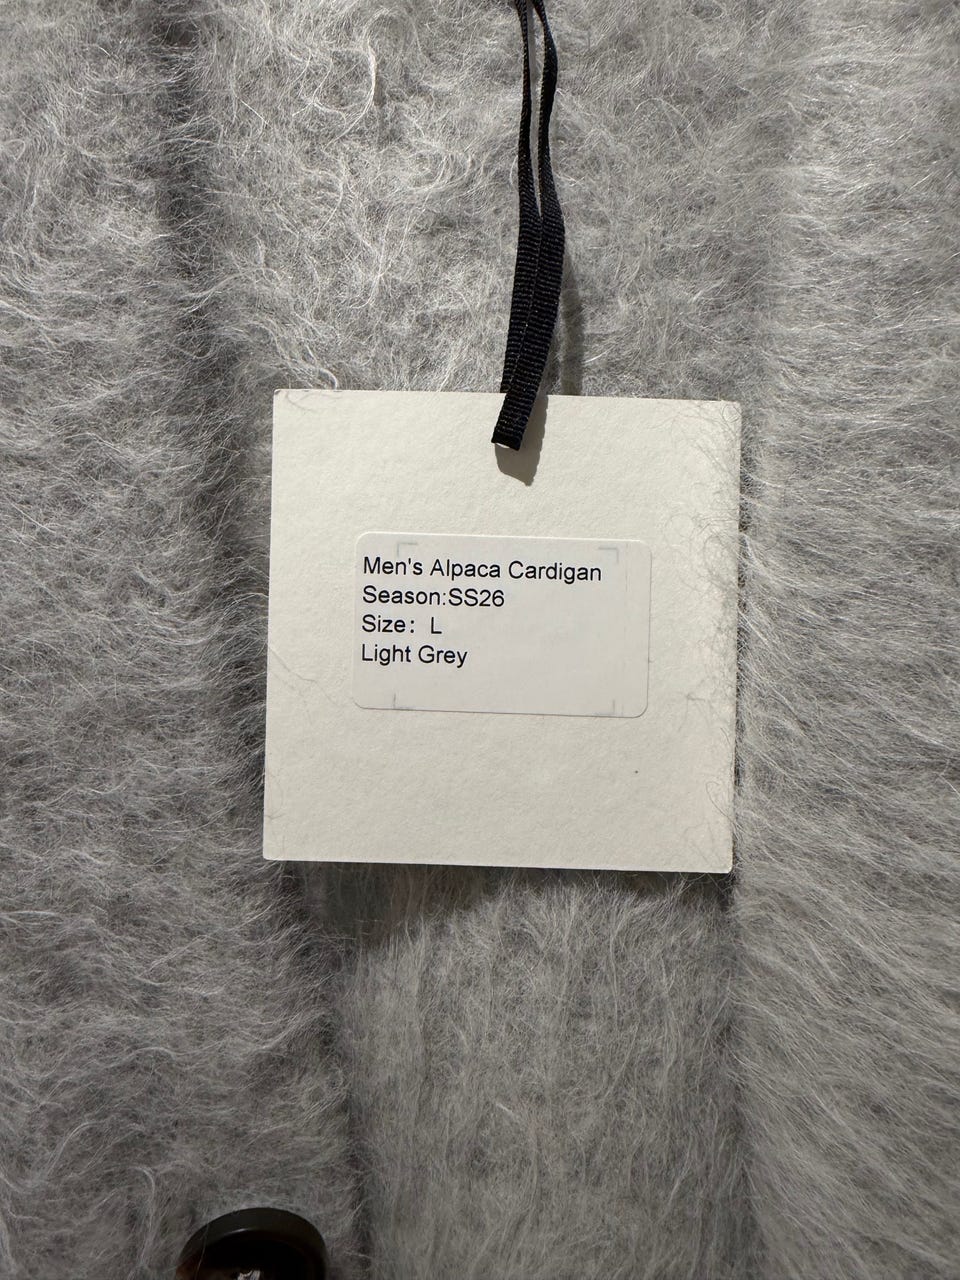 Men's Alpaca Cardigan
Season:SS26
Size：L
Light Grey